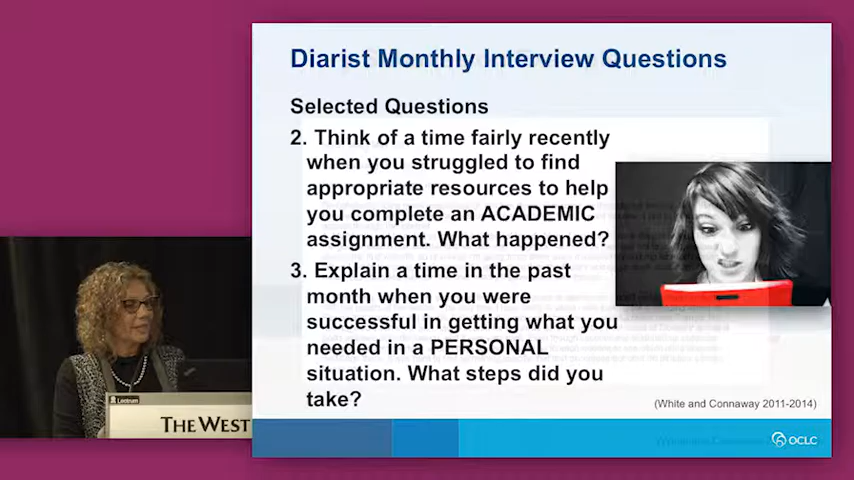 Diarist Monthly Interview Questions
Selected Questions
2. Think of a time fairly recently
when you struggled to find
appropriate resources to help
you complete an ACADEMIC
assignment. What happened?
3. Explain a time in the past
month when you were
successful in getting what you
needed in a PERSONAL
situation. What steps did you
take?
(White and Connaway 2011-2014)
OCLC
Lectrum
THE WEST